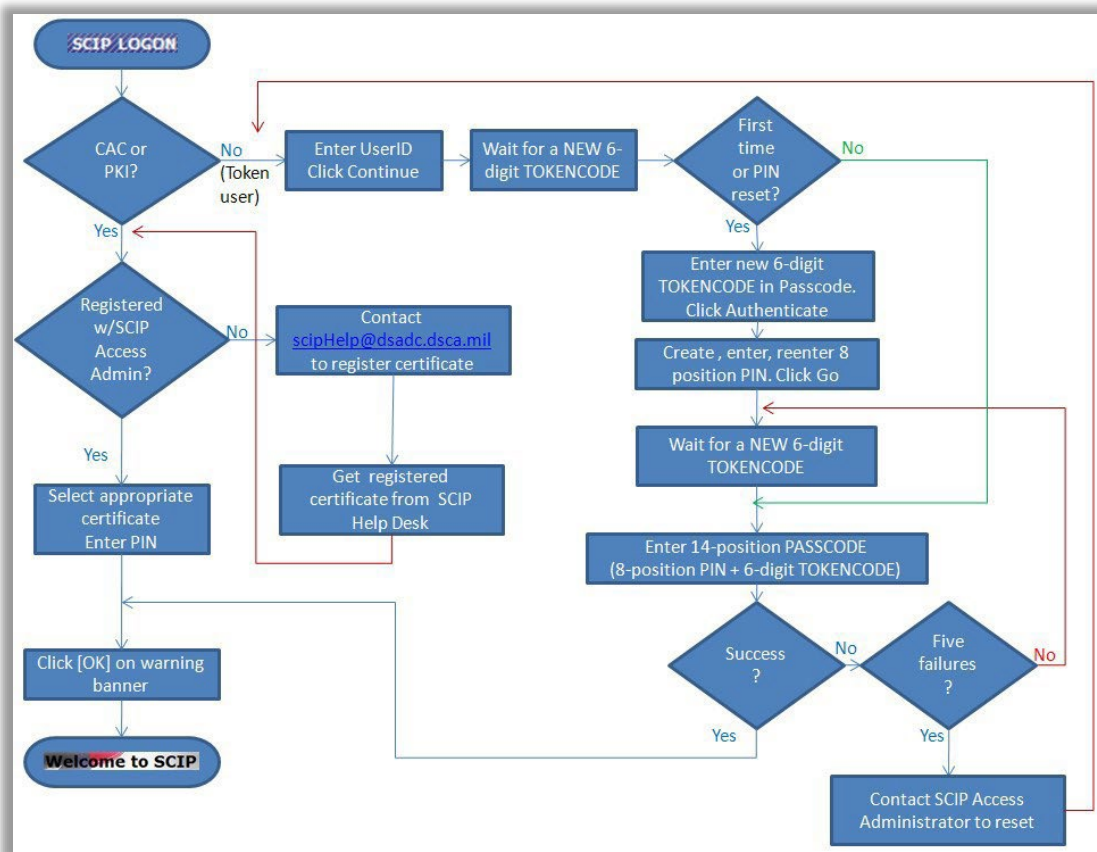 SCIP LOGON
CAC or
PKI?
No
(Token
user)
Enter UserID
Click Continue
Wait for a NEW 6-
digit TOKENCODE
First
time
or PIN
reset?
No
Yes
Yes
Enter new 6-digit
TOKENCODE in Passcode.
Click Authenticate
Registered
w/SCIP
Access
Admin?
No
Contact
scipHelp@dsadc.dsca.mil
to register certificate
Create , enter, reenter 8
position PIN. Click Go
Wait for a NEW 6-digit
TOKENCODE
Yes
Select appropriate
certificate
Enter PIN
Get registered
certificate from SCIP
Help Desk
Enter 14-position PASSCODE
(8-position PIN + 6-digit TOKENCODE)
Success
?
No
Five
failures
?
No
Click [OK] on warning
banner
Yes
Yes
Welcome to SCIP
Contact SCIP Access
Administrator to reset